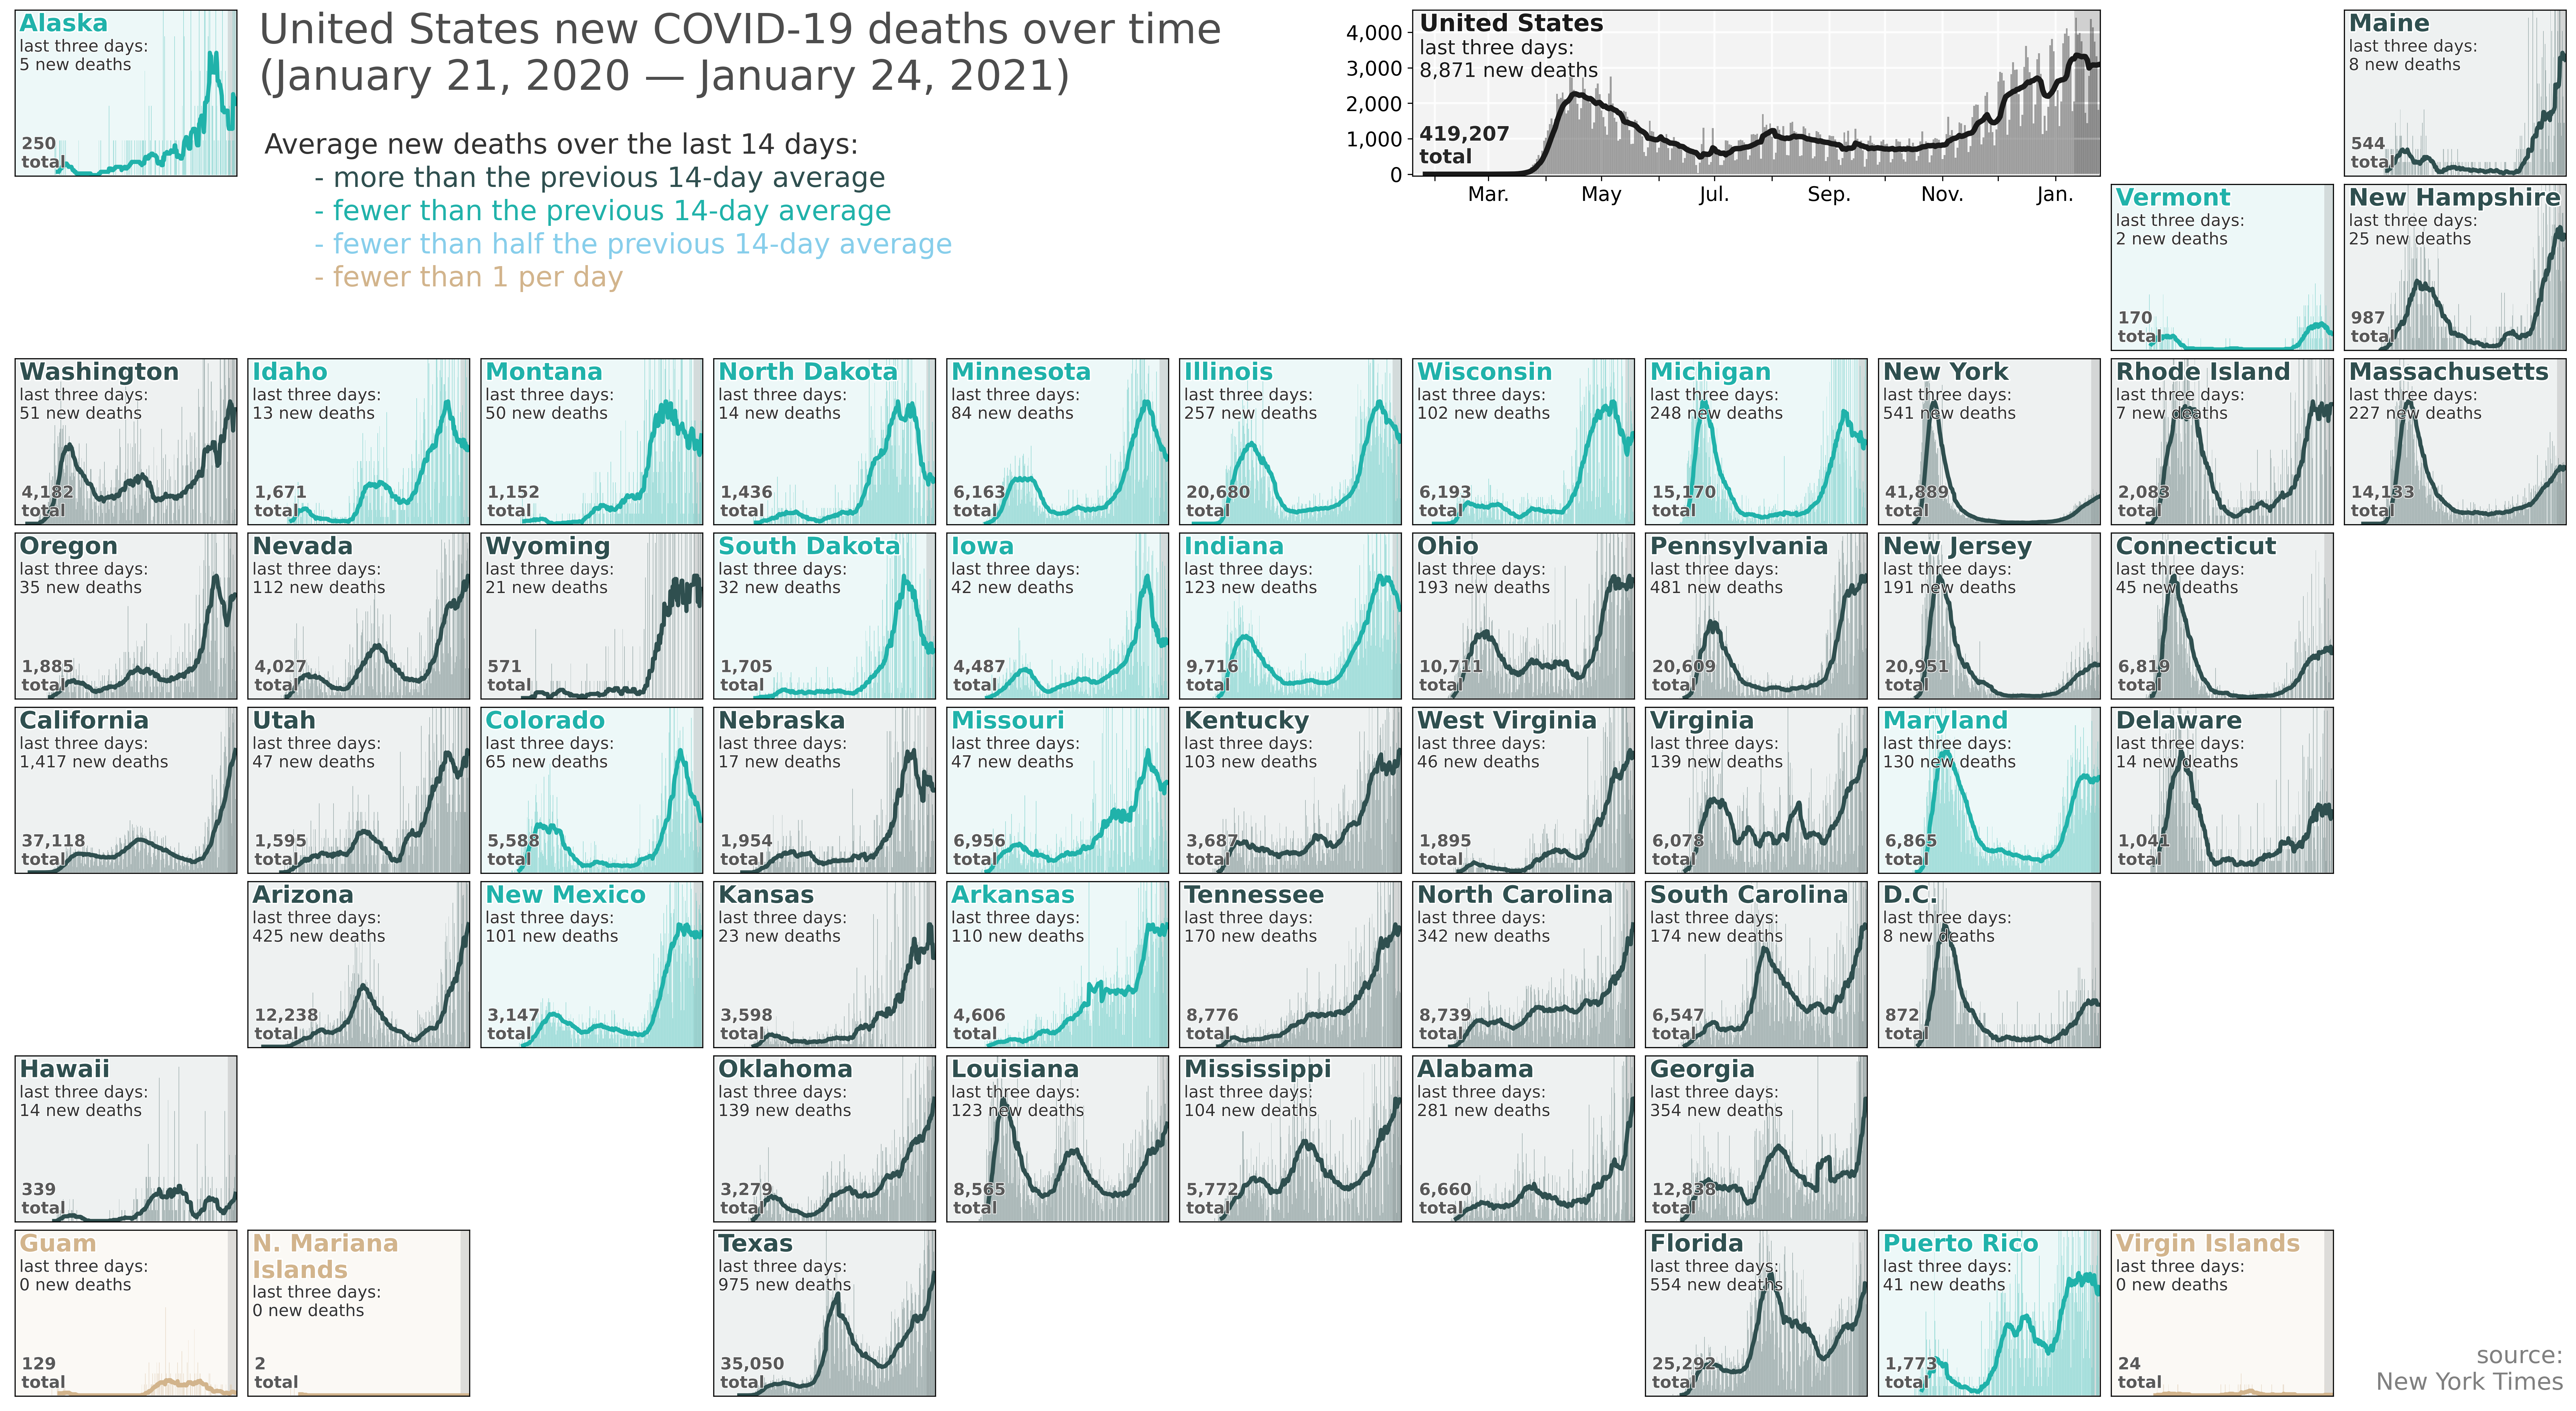 Alaska
last three days:
5 new deaths
250
total
United States new COVID-19 deaths over time
(January 21, 2020 — January 24, 2021)
Average new deaths over the last 14 days:
- more than the previous 14-day average
- fewer than the previous 14-day average
- fewer than half the previous 14-day average
- fewer than 1 per day
United States
last three days:
8,871 new deaths
419,207
total
4,000
3,000
2,000
1,000
0
Mar.
May
Jul.
Sep.
Nov.
Jan.
Maine
last three days:
8 new deaths
544
total
Vermont
last three days:
2 new deaths
170
total
New Hampshire
last three days:
25 new deaths
987
total
Washington
last three days:
51 new deaths
4,182
total
Idaho
last three days:
13 new deaths
1,671
total
Montana
last three days:
50 new deaths
1,152
total
North Dakota
last three days:
14 new deaths
1,436
total
Minnesota
last three days:
84 new deaths
6,163
total
Illinois
last three days:
257 new deaths
20,680
total
Wisconsin
last three days:
102 new deaths
6,193
total
Michigan
last three days:
248 new deaths
15,170
total
New York
last three days:
541 new deaths
41,889
total
Rhode Island
last three days:
7 new deaths
2,083
total
Massachusetts
last three days:
227 new deaths
14,133
total
Oregon
last three days:
35 new deaths
1,885
total
Nevada
last three days:
112 new deaths
4,027
total
Wyoming
last three days:
21 new deaths
571
total
South Dakota
last three days:
32 new deaths
1,705
total
Iowa
last three days:
42 new deaths
4,487
total
Indiana
last three days:
123 new deaths
9,716
total
Ohio
last three days:
193 new deaths
10,711
total
Pennsylvania
last three days:
481 new deaths
20,609
total
New Jersey
last three days:
191 new deaths
20,951
total
Connecticut
last three days:
45 new deaths
6,819
total
California
last three days:
1,417 new deaths
37,118
total
Utah
last three days:
47 new deaths
1,595
total
Colorado
last three days:
65 new deaths
5,588
total
Nebraska
last three days:
17 new deaths
1,954
total
Missouri
last three days:
47 new deaths
6,956
total
Kentucky
last three days:
103 new deaths
3,687
total
West Virginia
last three days:
46 new deaths
1,895
total
Virginia
last three days:
139 new deaths
6,078
total
Maryland
last three days:
130 new deaths
6,865
total
Delaware
last three days:
14 new deaths
1,041
total
Arizona
last three days:
425 new deaths
12,238
total
New Mexico
last three days:
101 new deaths
3,147
total
Kansas
last three days:
23 new deaths
3,598
total
Arkansas
last three days:
110 new deaths
4,606
total
Tennessee
last three days:
170 new deaths
8,776
total
North Carolina
last three days:
342 new deaths
8,739
total
South Carolina
last three days:
174 new deaths
6,547
total
D.C.
last three days:
8 new deaths
872
total
Hawaii
last three days:
14 new deaths
339
total
Oklahoma
last three days:
139 new deaths
3,279
total
Louisiana
last three days:
123 new deaths
8,565
total
Mississippi
last three days:
104 new deaths
5,772
total
Alabama
last three days:
281 new deaths
6,660
total
Georgia
last three days:
354 new deaths
12,838
total
Guam
last three days:
0 new deaths
129
total
N. Mariana
Islands
last three days:
0 new deaths
2
total
Texas
last three days:
975 new deaths
35,050
total
Florida
last three days:
554 new deaths
25,292
total
Puerto Rico
last three days:
41 new deaths
1,773
total
Virgin Islands
last three days:
0 new deaths
24
total
source:
New York Times